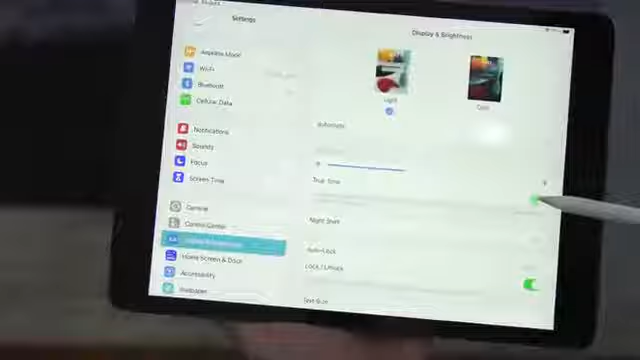 Settings
Display & Brightness
Airplane Mode
Wi-Fi
Bluetooth
Cellular Data
Notifications
Sounds
Focus
Screen Time
General
Control Center
Home Screen & Dock
Accessibility
Wallpaper
Light
Dark
Automatic
True Tone
Night Shift
Auto-Lock
Lock / Unlock